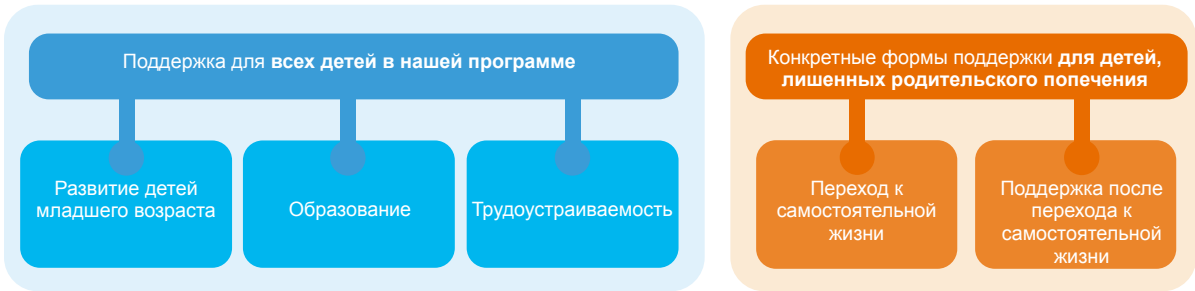 Поддержка для всех детей в нашей программе
Развитие детей
младшего возраста
Образование
Трудоустраиваемость
Конкретные формы поддержки для детей,
лишенных родительского попечения
Переход к
самостоятельной
жизни
Поддержка после
перехода к
самостоятельной
жизни